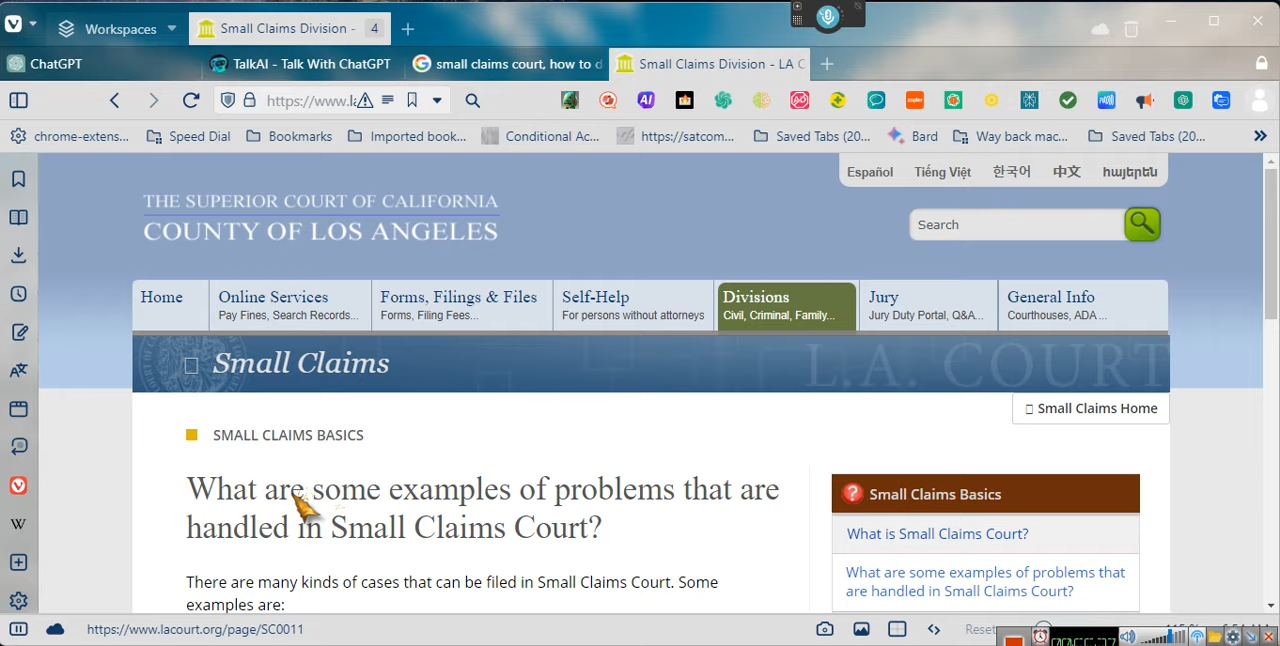 Workspaces
Small Claims Division -
4
ChatGPT
TalkAI - Talk With ChatGPT
small claims court, how to d
Small Claims Division - LA C
https://www.l
chrome-extens...
Speed Dial
Bookmarks
Imported book...
Conditional Ac...
https://satcom...
Saved Tabs (20...
Bard
Way back mac...
Saved Tabs (20...
Español
Tiếng Việt
한국어
中文
հայերեն
THE SUPERIOR COURT OF CALIFORNIA
COUNTY OF LOS ANGELES
Search
Home
Online Services
Pay Fines, Search Records...
Forms, Filings & Files
Forms, Filing Fees...
Self-Help
For persons without attorneys
Divisions
Civil, Criminal, Family...
Jury
Jury Duty Portal, Q&A...
General Info
Courthouses, ADA ...
Small Claims
L.A. COURT
Small Claims Home
SMALL CLAIMS BASICS
What are some examples of problems that are
handled in Small Claims Court?
There are many kinds of cases that can be filed in Small Claims Court. Some
examples are:
Small Claims Basics
What is Small Claims Court?
What are some examples of problems that
are handled in Small Claims Court?
https://www.lacourt.org/page/SC0011
Reset